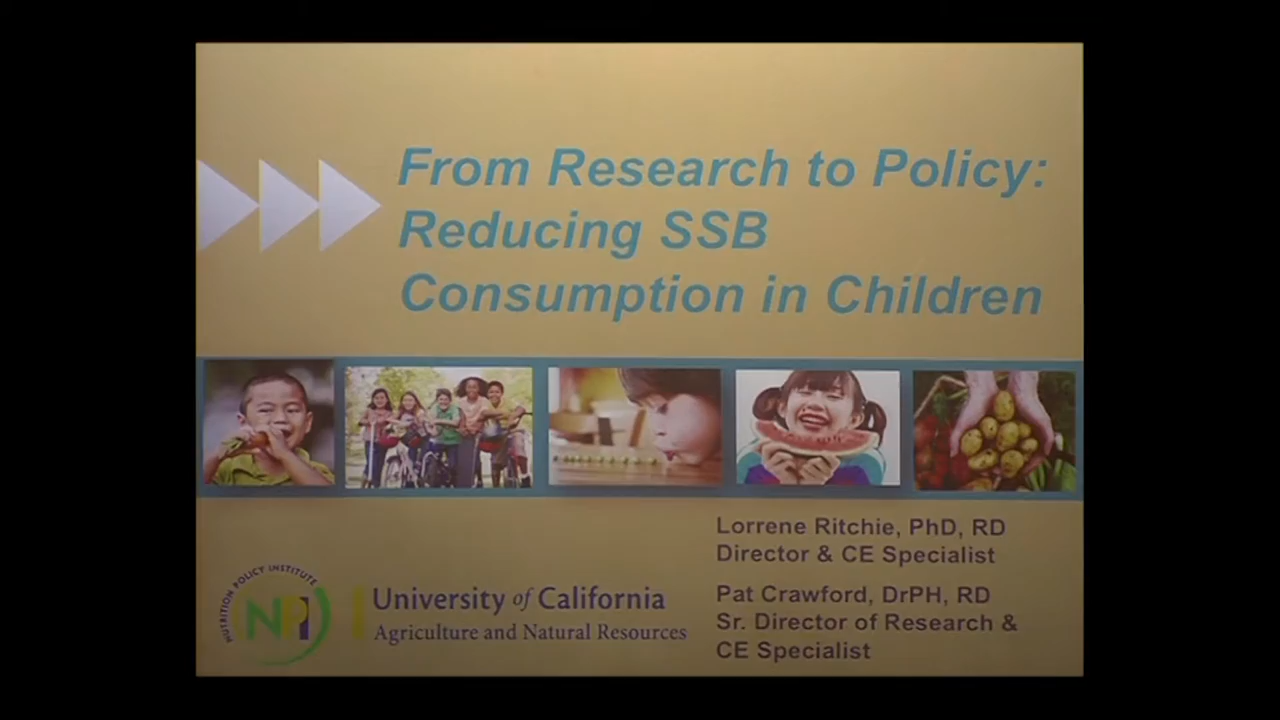 From Research to Policy:
Reducing SSB
Consumption in Children
Lorrene Ritchie, PhD, RD
Director & CE Specialist
Pat Crawford, DrPH, RD
Sr. Director of Research &
CE Specialist
NUTRITION POLICY INSTITUTE
NPI
University of California
Agriculture and Natural Resources